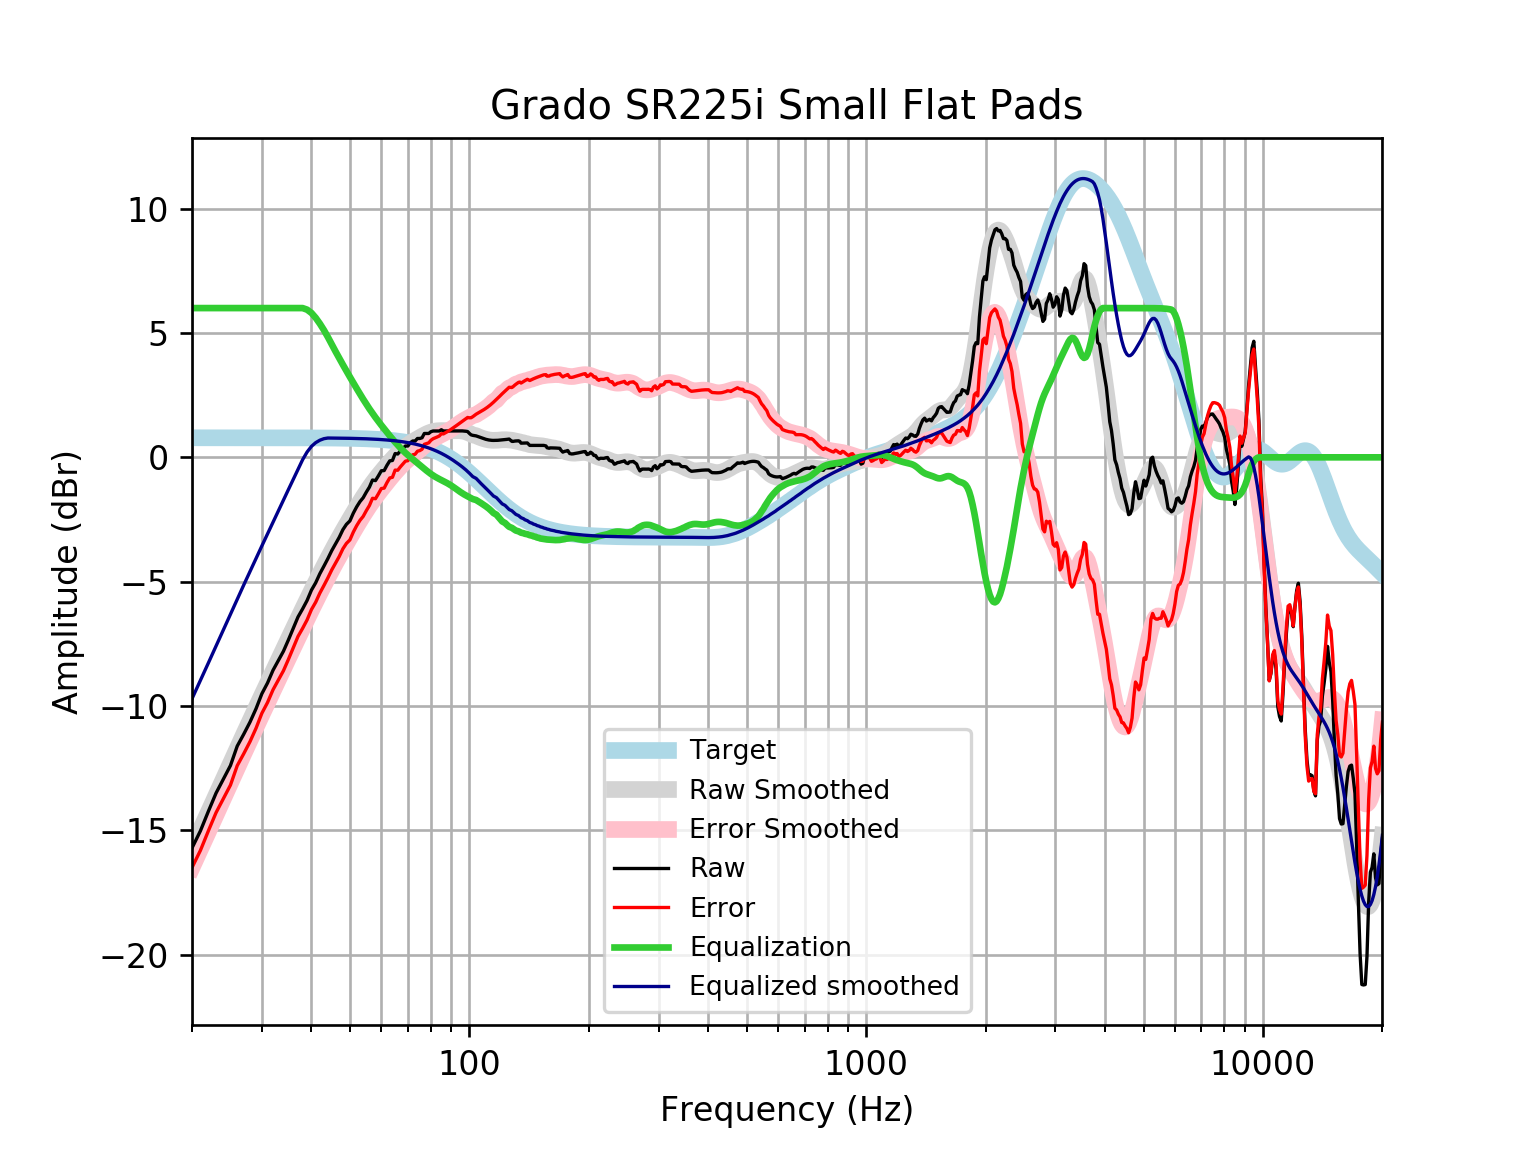 Grado SR225i Small Flat Pads
Amplitude (dBr)
10
5
0
−5
−10
−15
−20
Target
Raw Smoothed
Error Smoothed
Raw
Error
Equalization
Equalized smoothed
100
1000
10000
Frequency (Hz)